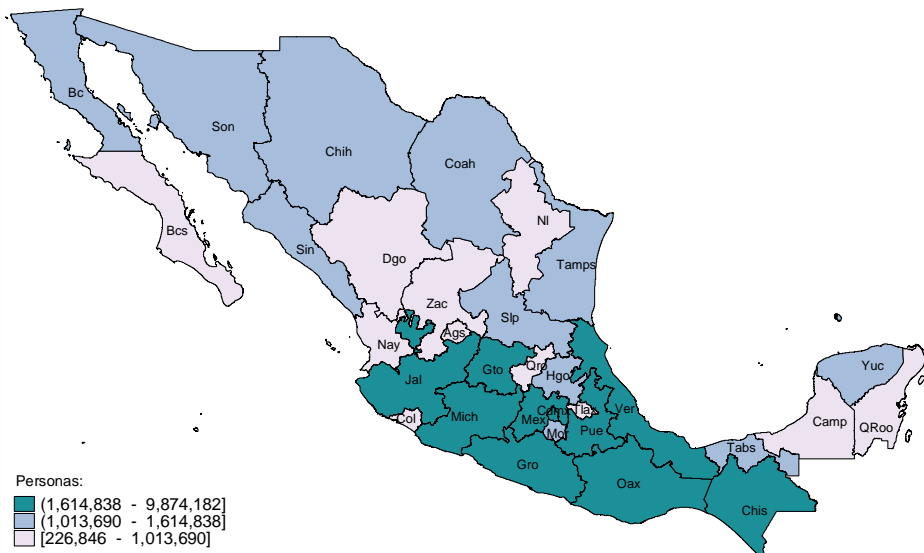 Bc
Son
Chih
Coah
Nl
Bcs
Sin
Dgo
Tamps
Zac
Slp
Nay
Ags
Qro
Yuc
Jal
Gto
Hgo
Col
Mich
Mex
Cdmx
Tlax
Ver
Camp
QRoo
Mo
Pue
Tabs
Gro
Oax
Chis
Personas:
(1,614,838 - 9,874,182]
(1,013,690 - 1,614,838]
[226,846 - 1,013,690]